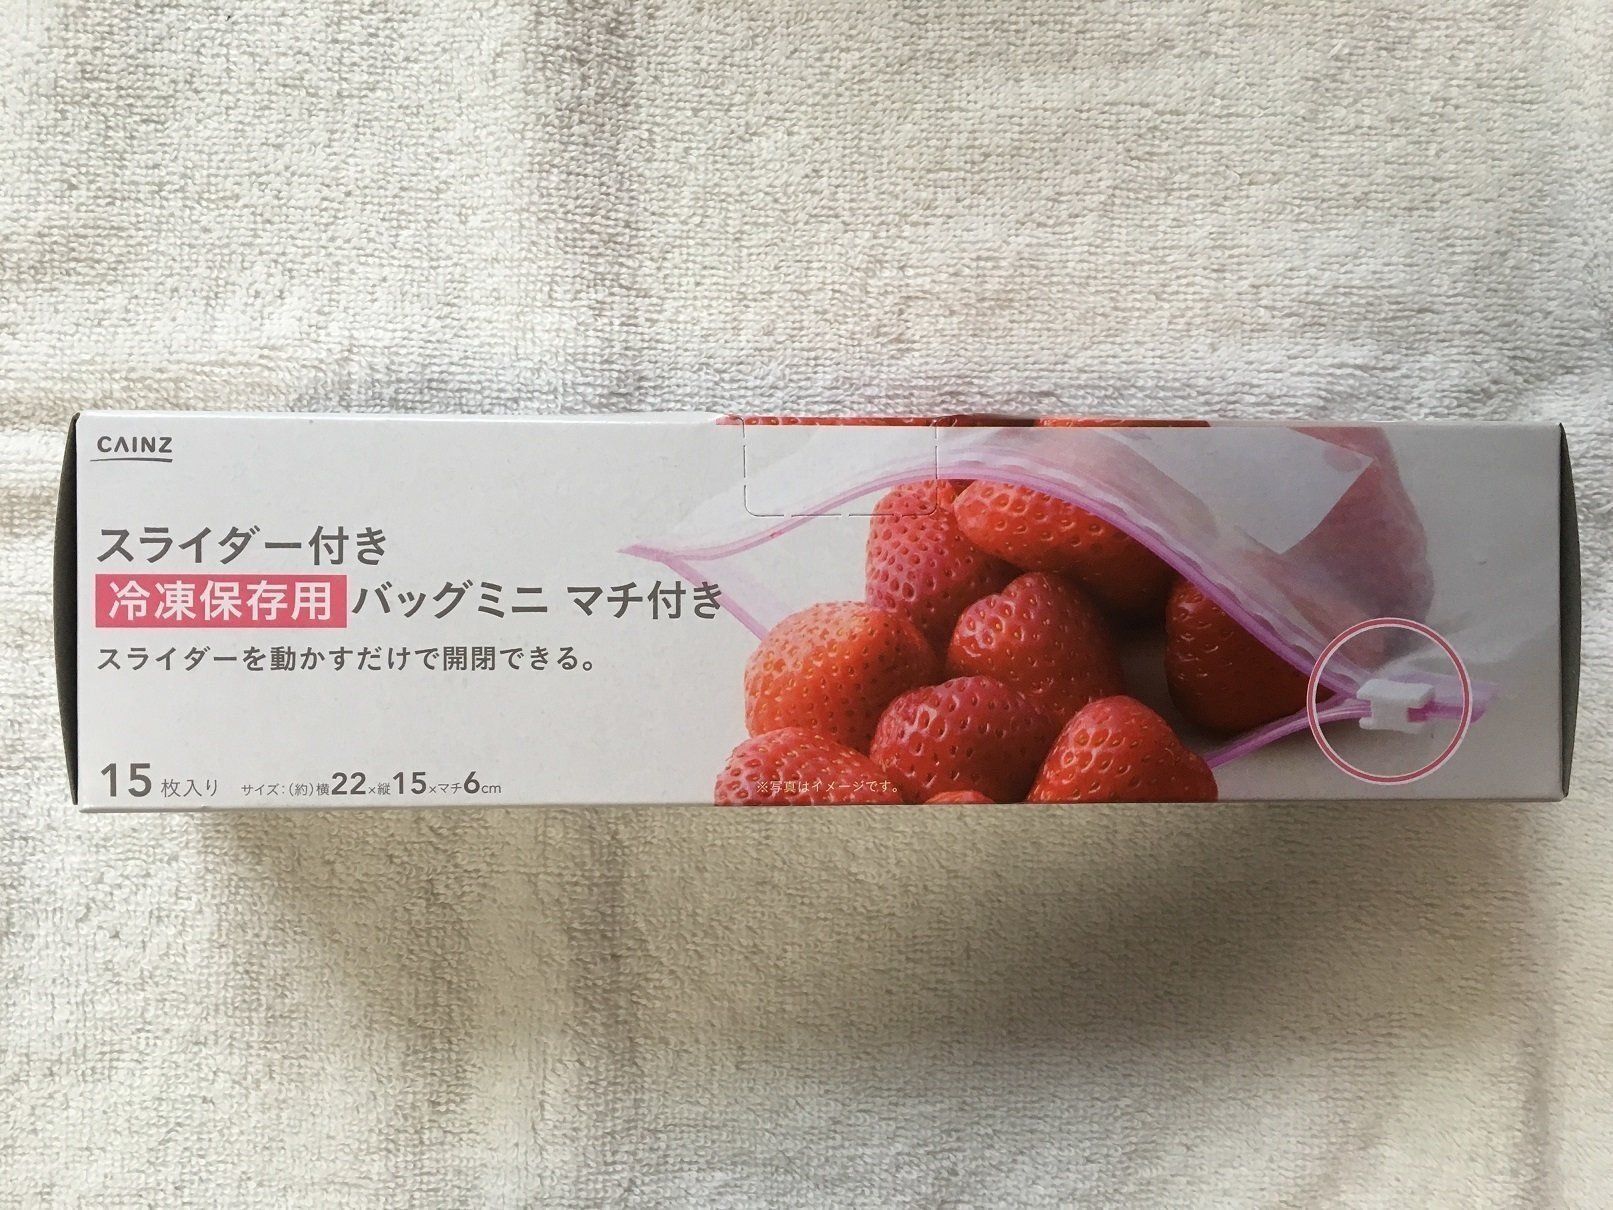 CAINZ
スライダー付き
冷凍保存用 バッグミニ マチ付き
スライダーを動かすだけで開閉できる。
15枚入り サイズ：(約)横22×縦15×マチ6cm
※写真はイメージです。